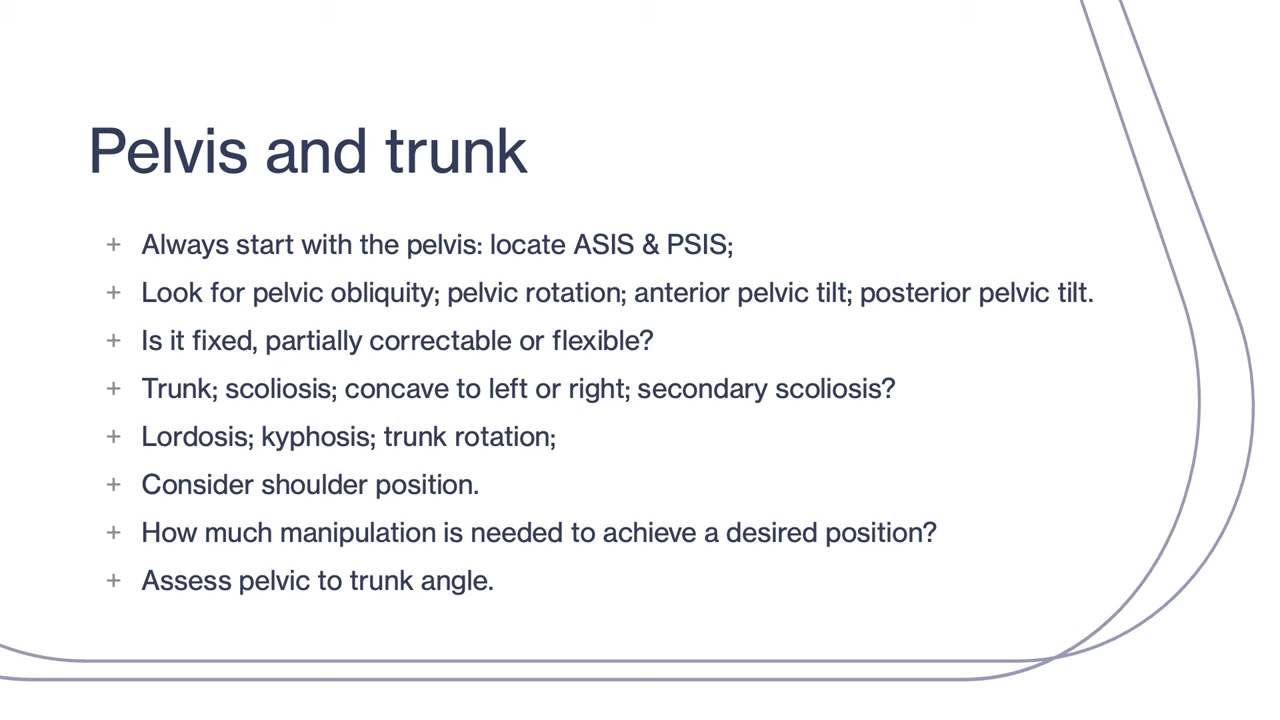 Pelvis and trunk
+ Always start with the pelvis: locate ASIS & PSIS;
+ Look for pelvic obliquity; pelvic rotation; anterior pelvic tilt; posterior pelvic tilt.
+ Is it fixed, partially correctable or flexible?
+ Trunk; scoliosis; concave to left or right; secondary scoliosis?
+ Lordosis; kyphosis; trunk rotation;
+ Consider shoulder position.
+ How much manipulation is needed to achieve a desired position?
+ Assess pelvic to trunk angle.